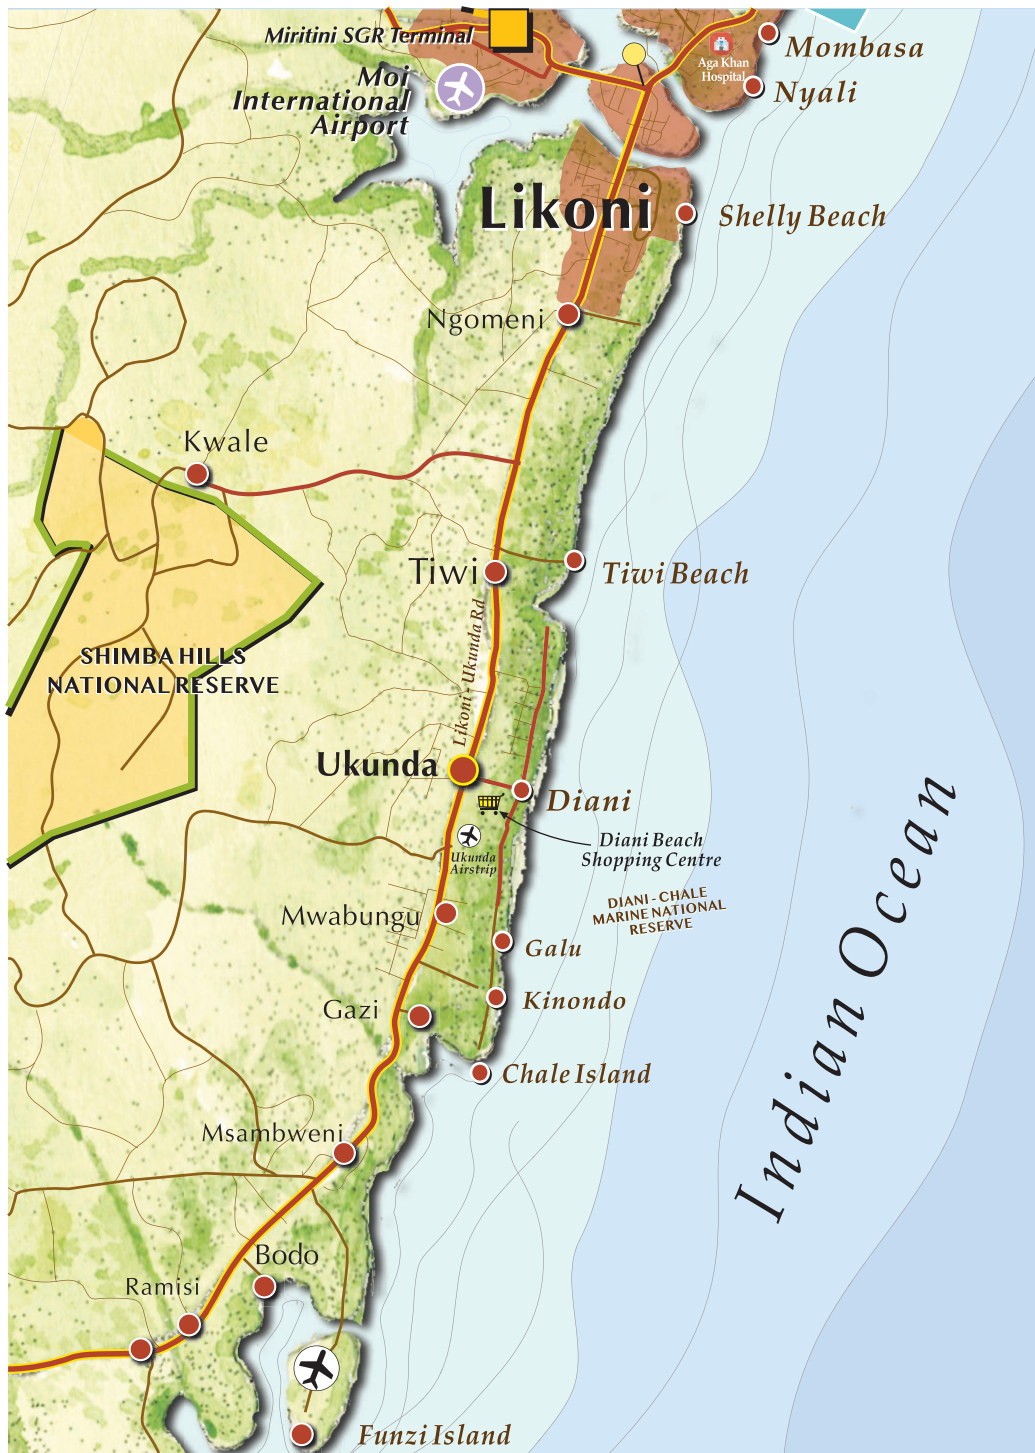 Miritini SGR Terminal
Mombasa
Aga Khan
Hospital
Moi
International
Airport
Nyali
Likoni
Shelly Beach
Ngomeni
Kwale
Tiwi
Tiwi Beach
Likoni - Ukunda Rd
SHIMBA HILLS
NATIONAL RESERVE
Ukunda
Diani
Diani Beach
Shopping Centre
Ukunda
Airstrip
DIANI - CHALE
MARINE NATIONAL
RESERVE
Indian Ocean
Mwabungu
Galu
Kinondo
Gazi
Chale Island
Msambweni
Bodo
Ramisi
Funzi Island